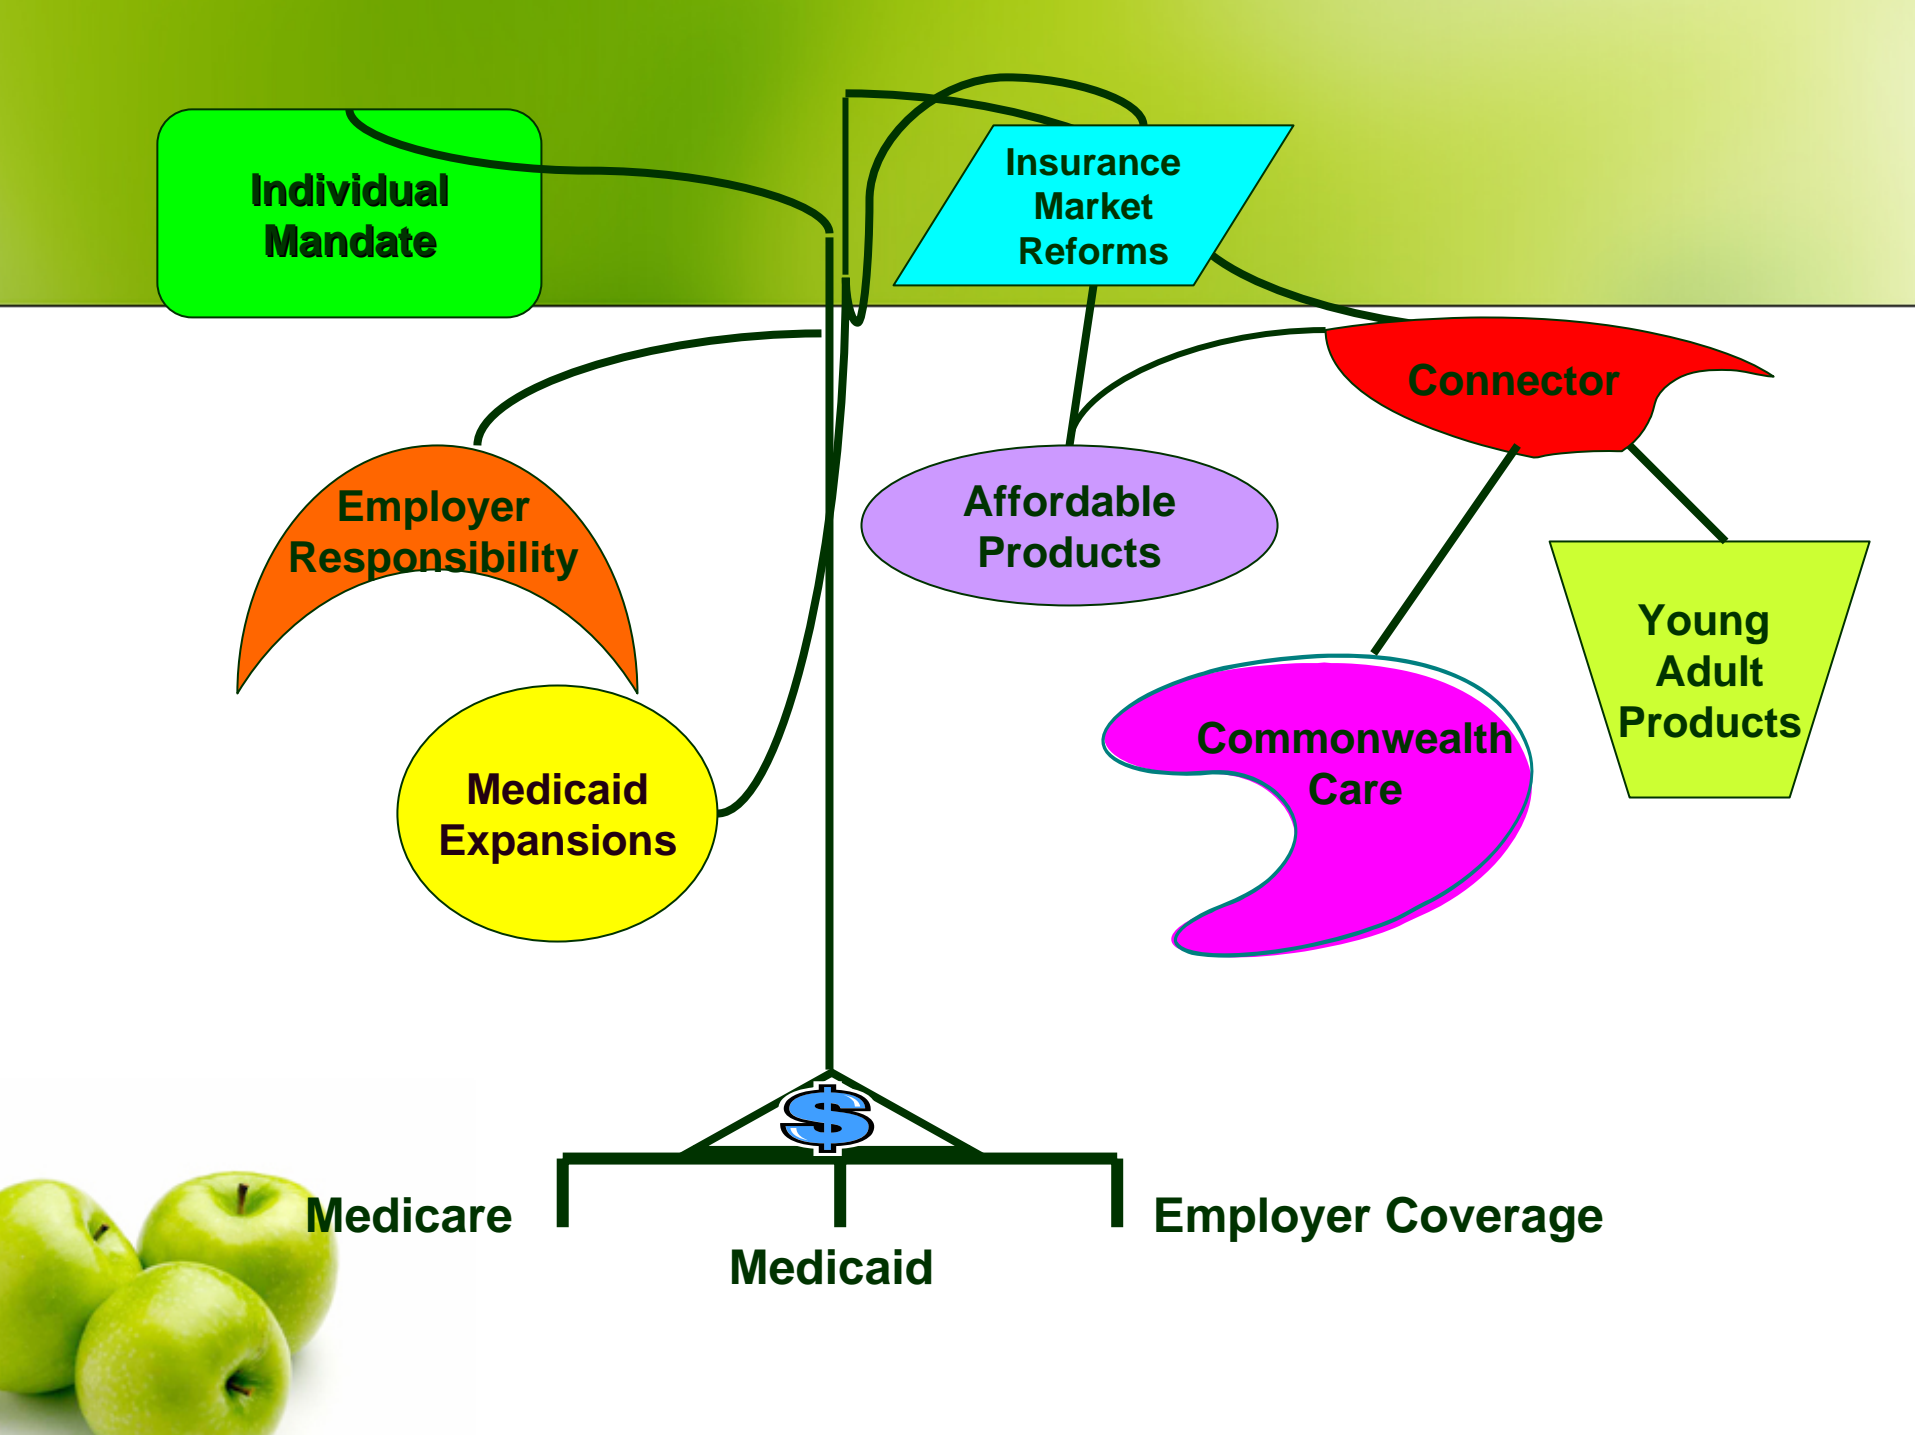 Individual
Mandate
Insurance
Market
Reforms
Connector
Employer
Responsibility
Affordable
Products
Young
Adult
Products
Commonwealth
Care
Medicaid
Expansions
$
Medicare
Employer Coverage
Medicaid